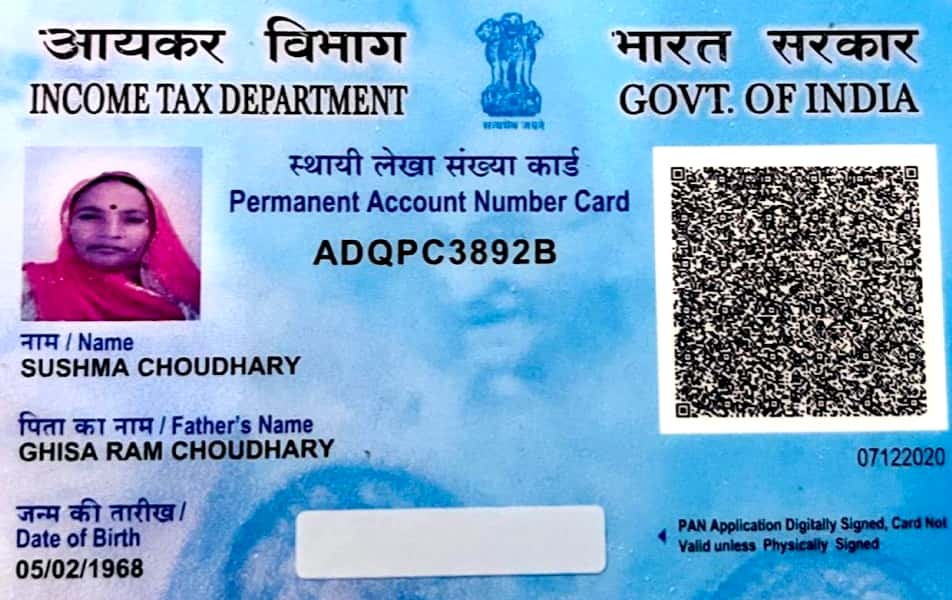 आयकर विभाग
INCOME TAX DEPARTMENT
भारत सरकार
GOVT. OF INDIA
सत्यमेव जयते
स्थायी लेखा संख्या कार्ड
Permanent Account Number Card
ADQPC3892B
नाम / Name
SUSHMA CHOUDHARY
पिता का नाम / Father's Name
GHISA RAM CHOUDHARY
जन्म की तारीख /
Date of Birth
05/02/1968
07122020
PAN Application Digitally Signed, Card Not
Valid unless Physically Signed